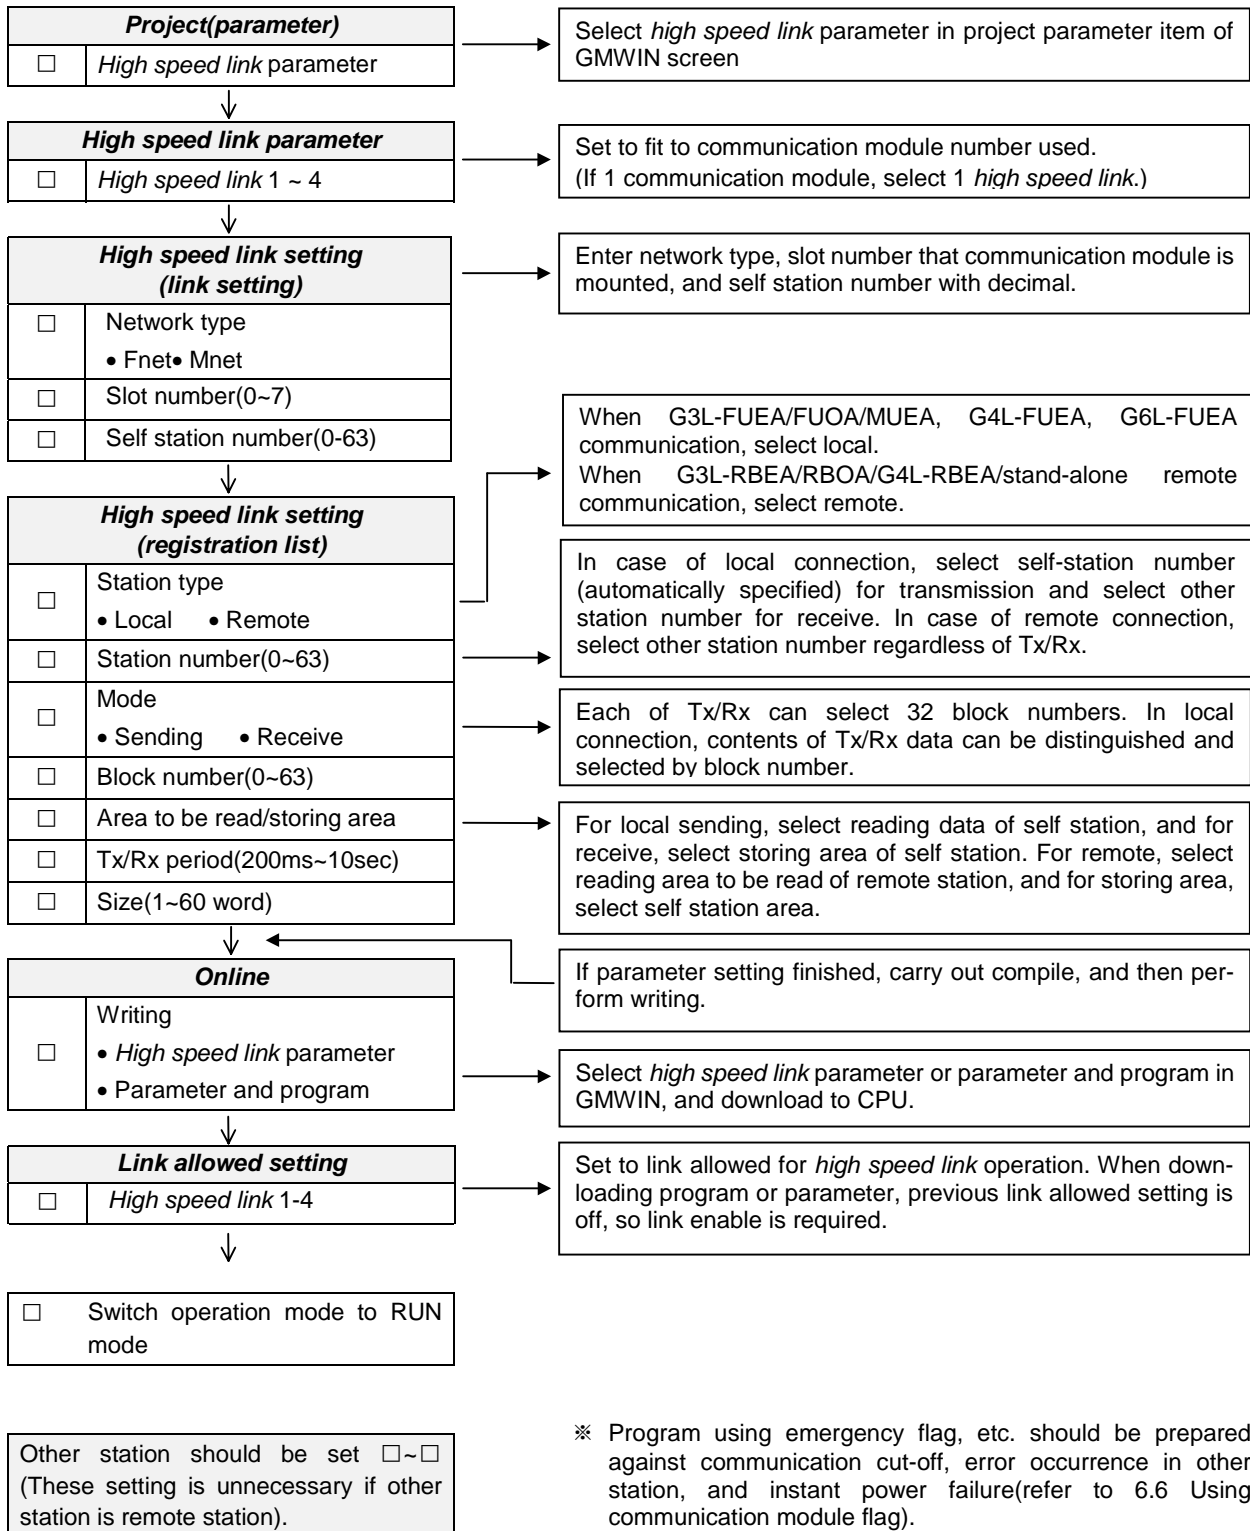 Project(parameter)
□ High speed link parameter
Select high speed link parameter in project parameter item of
GMWIN screen
High speed link parameter
□ High speed link 1 ~ 4
Set to fit to communication module number used.
(If 1 communication module, select 1 high speed link.)
High speed link setting
(link setting)
□ Network type
• Fnet• Mnet
□ Slot number(0~7)
□ Self station number(0-63)
Enter network type, slot number that communication module is
mounted, and self station number with decimal.
When G3L-FUEA/FUOA/MUEA, G4L-FUEA, G6L-FUEA
communication, select local.
When G3L-RBEA/RBOA/G4L-RBEA/stand-alone remote
communication, select remote.
High speed link setting
(registration list)
□ Station type
• Local • Remote
□ Station number(0~63)
□ Mode
• Sending • Receive
□ Block number(0~63)
□ Area to be read/storing area
□ Tx/Rx period(200ms~10sec)
□ Size(1~60 word)
In case of local connection, select self-station number
(automatically specified) for transmission and select other
station number for receive. In case of remote connection,
select other station number regardless of Tx/Rx.
Each of Tx/Rx can select 32 block numbers. In local
connection, contents of Tx/Rx data can be distinguished and
selected by block number.
For local sending, select reading data of self station, and for
receive, select storing area of self station. For remote, select
reading area to be read of remote station, and for storing area,
select self station area.
Online
□ Writing
• High speed link parameter
• Parameter and program
If parameter setting finished, carry out compile, and then per-
form writing.
Select high speed link parameter or parameter and program in
GMWIN, and download to CPU.
Link allowed setting
□ High speed link 1-4
Set to link allowed for high speed link operation. When down-
loading program or parameter, previous link allowed setting is
off, so link enable is required.
□ Switch operation mode to RUN
mode
Other station should be set □~□
(These setting is unnecessary if other
station is remote station).
※ Program using emergency flag, etc. should be prepared
against communication cut-off, error occurrence in other
station, and instant power failure(refer to 6.6 Using
communication module flag).